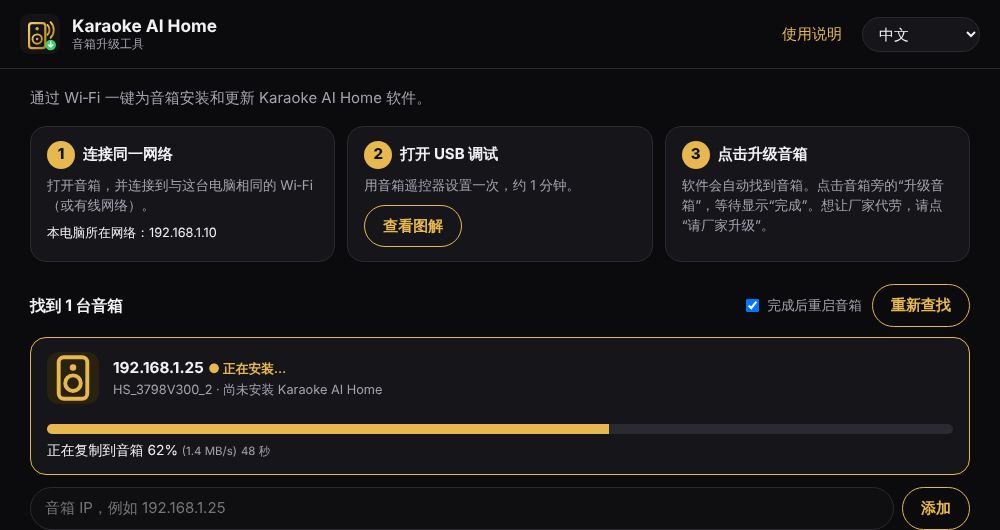 Karaoke AI Home
音箱升级工具
使用说明
中文
通过 Wi-Fi 一键为音箱安装和更新 Karaoke AI Home 软件。
1 连接同一网络
打开音箱，并连接到与这台电脑相同的 Wi-Fi
（或有线网络）。
本电脑所在网络：192.168.1.10
2 打开 USB 调试
用音箱遥控器设置一次，约 1 分钟。
查看图解
3 点击升级音箱
软件会自动找到音箱。点击音箱旁的“升级音
箱”，等待显示“完成”。想让厂家代劳，请点
“请厂家升级”。
找到 1 台音箱
完成后重启音箱
重新查找
192.168.1.25 正在安装...
HS_3798V300_2 · 尚未安装 Karaoke AI Home
正在复制到音箱 62% (1.4 MB/s) 48 秒
音箱 IP，例如 192.168.1.25
添加